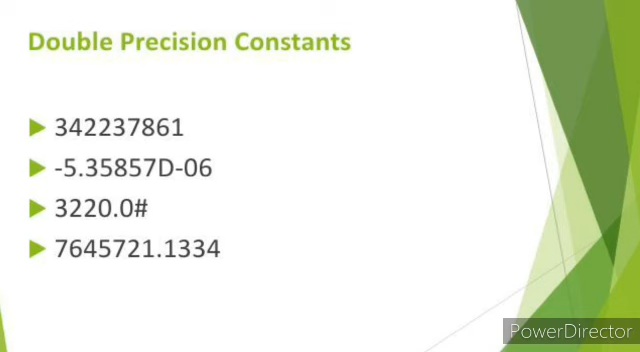 Double Precision Constants
342237861
-5.35857D-06
3220.0#
7645721.1334
PowerDirector